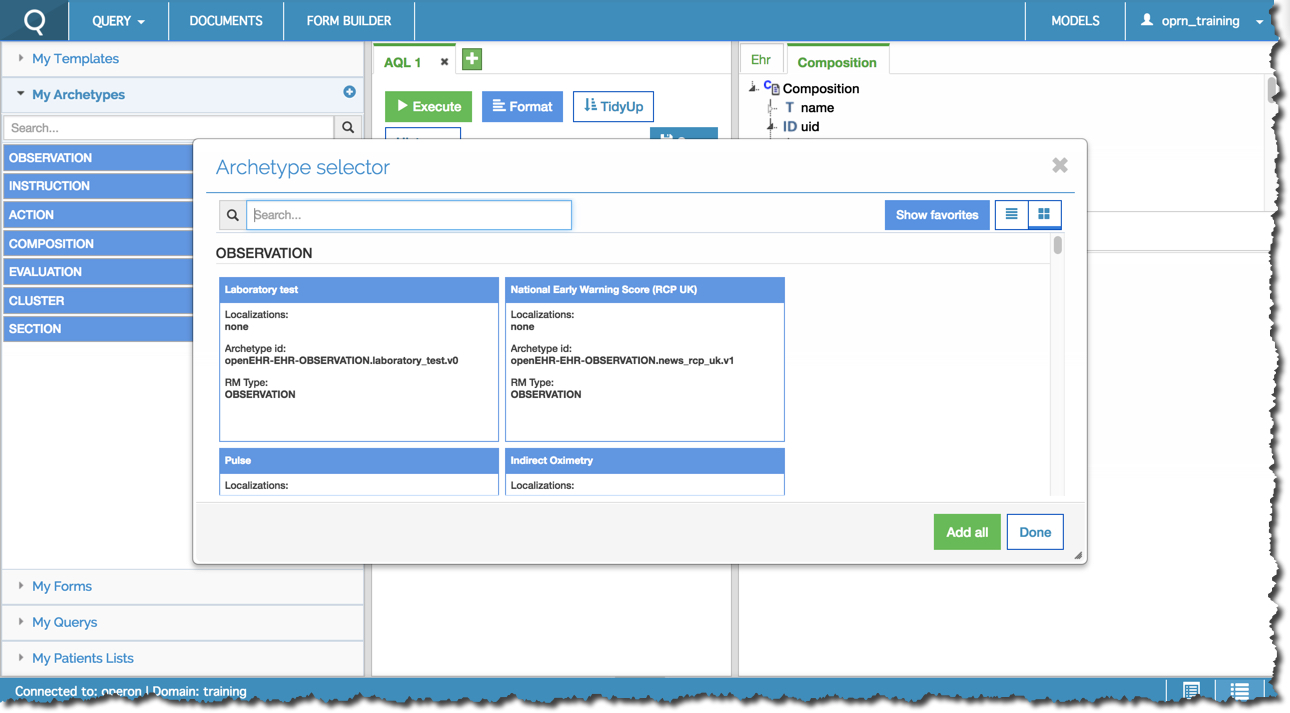 QUERY
DOCUMENTS
FORM BUILDER
MODELS
oprn_training
My Templates
My Archetypes
Search...
OBSERVATION
INSTRUCTION
ACTION
COMPOSITION
EVALUATION
CLUSTER
SECTION
My Forms
My Querys
My Patients Lists
AQL 1
Execute
Format
TidyUp
Ehr
Composition
Composition
T name
ID uid
Archetype selector
Search...
Show favorites
OBSERVATION
Laboratory test
Localizations:
none
Archetype id:
openEHR-EHR-OBSERVATION.laboratory_test.v0
RM Type:
OBSERVATION
National Early Warning Score (RCP UK)
Localizations:
none
Archetype id:
openEHR-EHR-OBSERVATION.news_rcp_uk.v1
RM Type:
OBSERVATION
Pulse
Localizations:
Indirect Oximetry
Localizations:
Add all
Done
Connected to: operon | Domain: training